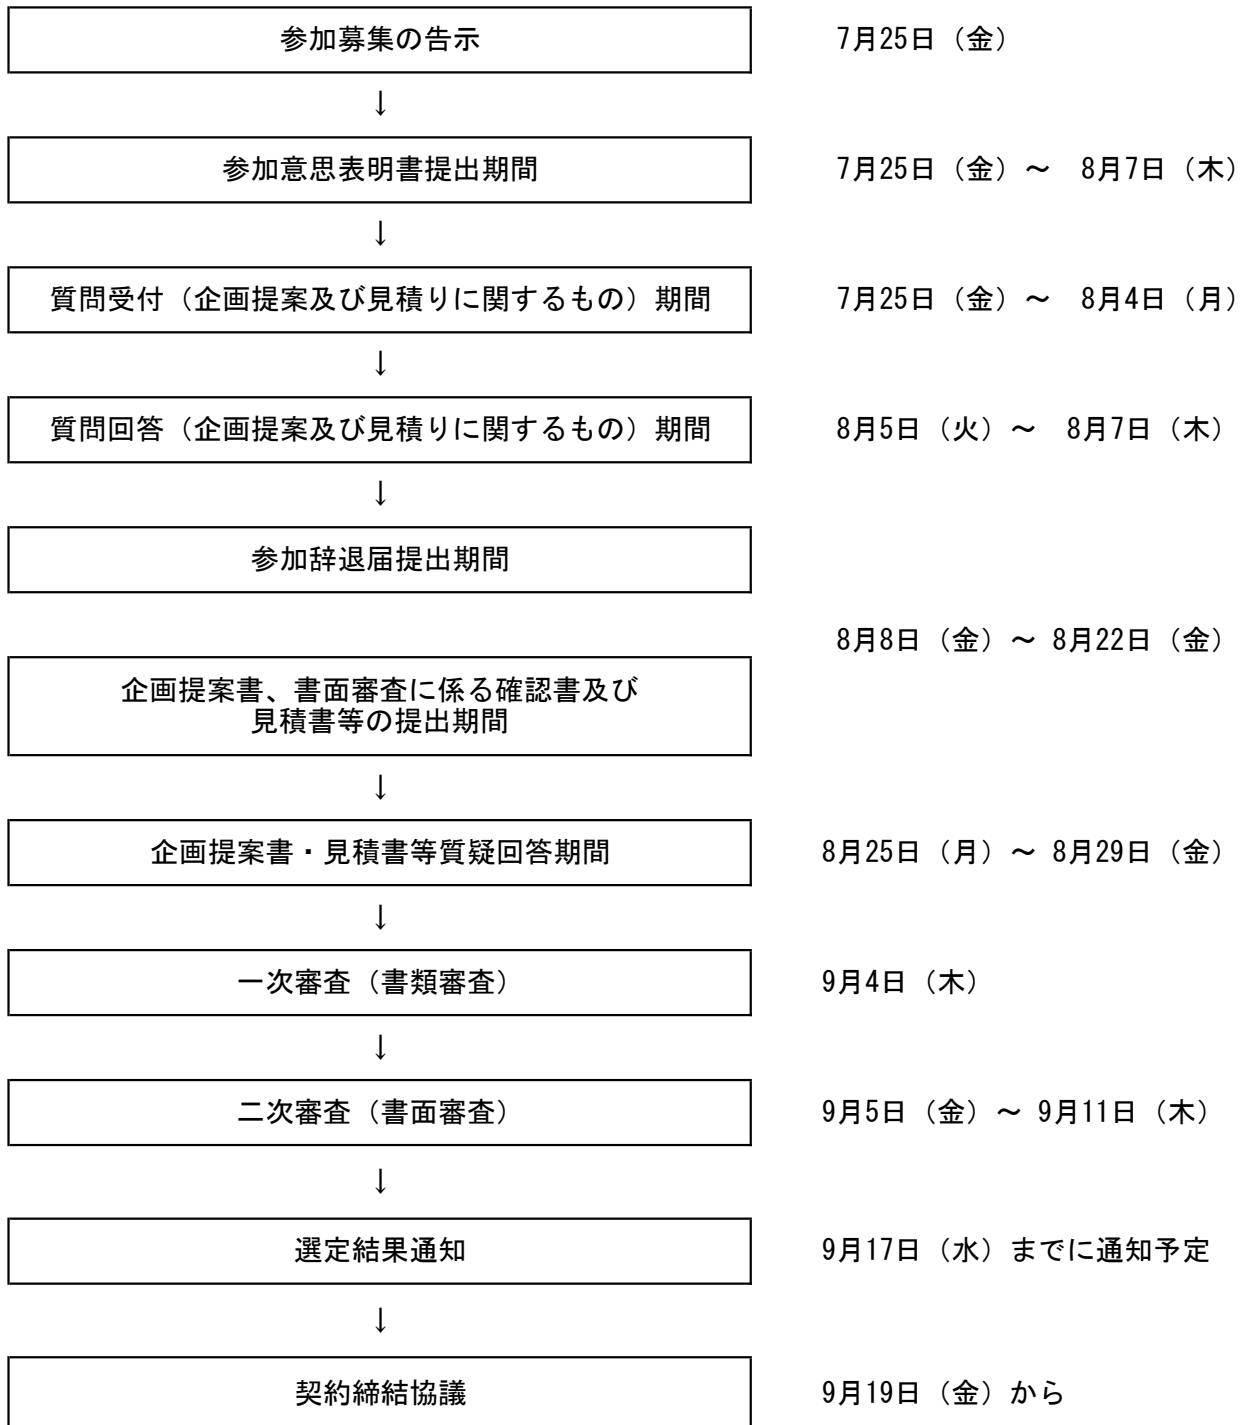 参加募集の告示 7月25日（金）
↓
参加意思表明書提出期間 7月25日（金）～ 8月7日（木）
↓
質問受付（企画提案及び見積りに関するもの）期間 7月25日（金）～ 8月4日（月）
↓
質問回答（企画提案及び見積りに関するもの）期間 8月5日（火）～ 8月7日（木）
↓
参加辞退届提出期間
8月8日（金）～ 8月22日（金）
企画提案書、書面審査に係る確認書及び
見積書等の提出期間
↓
企画提案書・見積書等質疑回答期間 8月25日（月）～ 8月29日（金）
↓
一次審査（書類審査） 9月4日（木）
↓
二次審査（書面審査） 9月5日（金）～ 9月11日（木）
↓
選定結果通知 9月17日（水）までに通知予定
↓
契約締結協議 9月19日（金）から